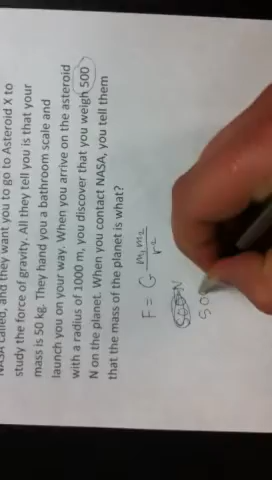 NASA called, and they want you to go to Asteroid X to
study the force of gravity. All they tell you is that your
mass is 50 kg. They hand you a bathroom scale and
launch you on your way. When you arrive on the asteroid
with a radius of 1000 m, you discover that you weigh 500
N on the planet. When you contact NASA, you tell them
that the mass of the planet is what?
F = G m₁m₂/r²
500N
500